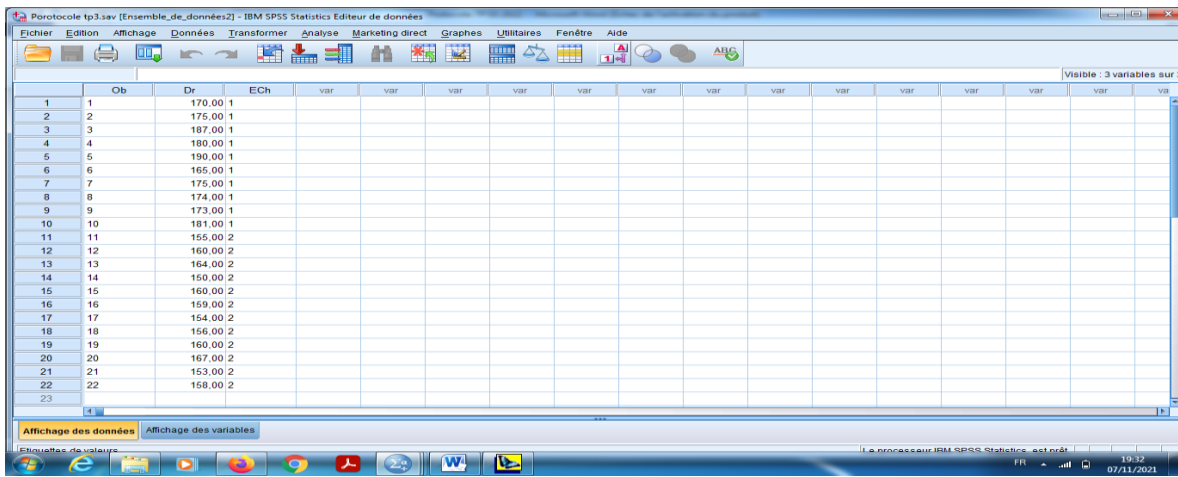 Porotocole tp3.sav [Ensemble_de_données2] - IBM SPSS Statistics Editeur de données
Fichier Edition Affichage Données Transformer Analyse Marketing direct Graphes Utilitaires Fenêtre Aide
Visible : 3 variables sur
Ob Dr ECh var var var var var var var var var var var va
1 1 170,00 1
2 2 175,00 1
3 3 187,00 1
4 4 180,00 1
5 5 190,00 1
6 6 165,00 1
7 7 175,00 1
8 8 174,00 1
9 9 173,00 1
10 10 181,00 1
11 11 155,00 2
12 12 160,00 2
13 13 164,00 2
14 14 150,00 2
15 15 160,00 2
16 16 159,00 2
17 17 154,00 2
18 18 156,00 2
19 19 160,00 2
20 20 167,00 2
21 21 153,00 2
22 22 158,00 2
23
Affichage des données Affichage des variables
Etiquettes de valeurs Le processeur IBM SPSS Statistics est prêt
FR 19:32
07/11/2021